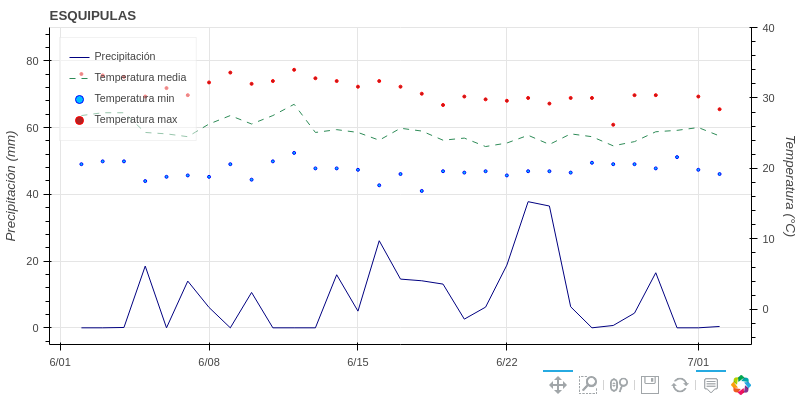 ESQUIPULAS
Precipitación
Temperatura media
Temperatura min
Temperatura max
Precipitación (mm)
80
60
40
20
0
Temperatura (°C)
40
30
20
10
0
6/01
6/08
6/15
6/22
7/01